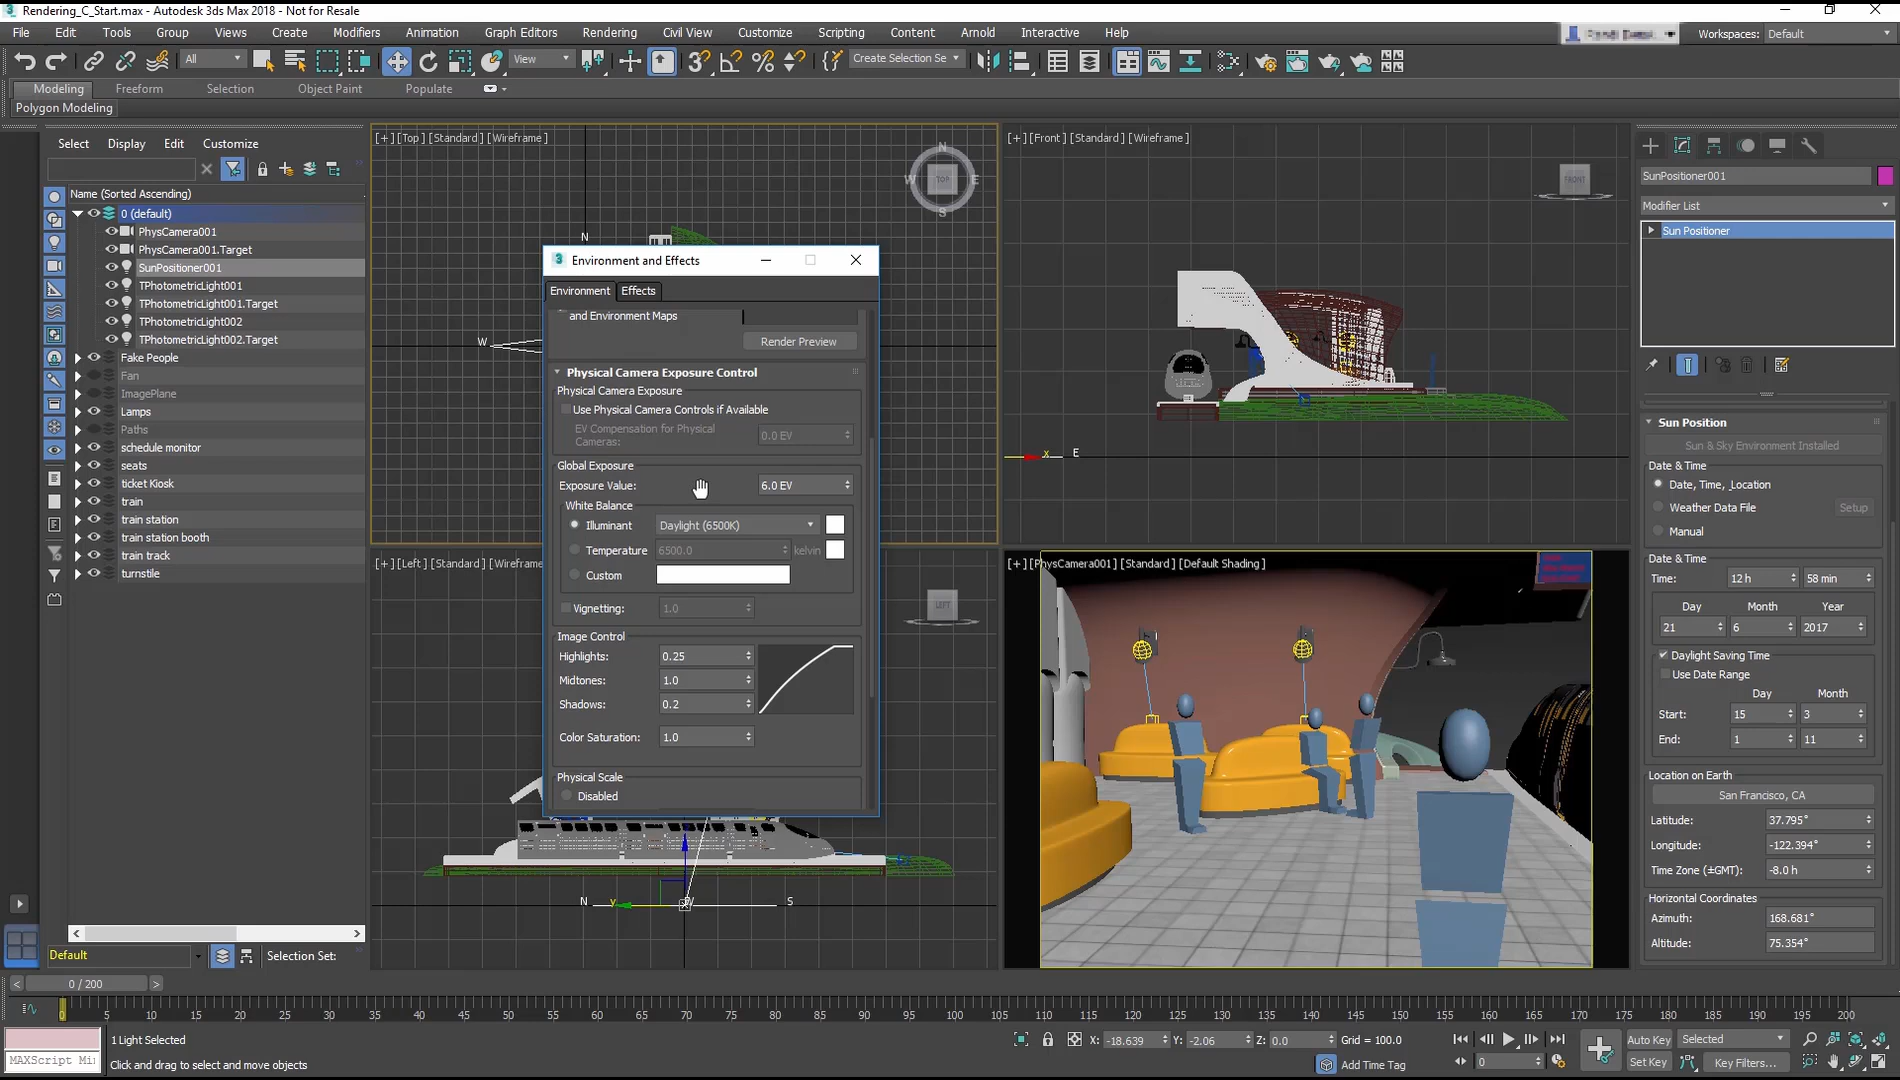 Rendering_C_Start.max - Autodesk 3ds Max 2018 - Not for Resale
File Edit Tools Group Views Create Modifiers Animation Graph Editors Rendering Civil View Customize Scripting Content Arnold Interactive Help
Workspaces: Default
All View Create Selection Se
Modeling Freeform Selection Object Paint Populate
Polygon Modeling
Select Display Edit Customize
Name (Sorted Ascending)
0 (default)
PhysCamera001
PhysCamera001.Target
SunPositioner001
TPhotometricLight001
TPhotometricLight001.Target
TPhotometricLight002
TPhotometricLight002.Target
Fake People
Fan
ImagePlane
Lamps
Paths
schedule monitor
seats
ticket Kiosk
train
train station
train station booth
train track
turnstile
Default
Selection Set:
[+] [Top] [Standard] [Wireframe]
N
W TOP E
S
N
W
[+] [Front] [Standard] [Wireframe]
FRONT
x E
[+] [Left] [Standard] [Wireframe
LEFT
N y S
[+] [PhysCamera001] [Standard] [Default Shading]
Environment and Effects
Environment Effects
and Environment Maps
Render Preview
Physical Camera Exposure Control
Physical Camera Exposure
Use Physical Camera Controls if Available
EV Compensation for Physical
Cameras: 0.0 EV
Global Exposure
Exposure Value: 6.0 EV
White Balance
Illuminant Daylight (6500K)
Temperature 6500.0 kelvin
Custom
Vignetting: 1.0
Image Control
Highlights: 0.25
Midtones: 1.0
Shadows: 0.2
Color Saturation: 1.0
Physical Scale
Disabled
SunPositioner001
Modifier List
Sun Positioner
Sun Position
Sun & Sky Environment Installed
Date & Time
Date, Time, Location
Weather Data File Setup
Manual
Date & Time
Time: 12 h 58 min
Day Month Year
21 6 2017
Daylight Saving Time
Use Date Range
Day Month
Start: 15 3
End: 1 11
Location on Earth
San Francisco, CA
Latitude: 37.795°
Longitude: -122.394°
Time Zone (±GMT): -8.0 h
Horizontal Coordinates
Azimuth: 168.681°
Altitude: 75.354°
0 / 200
0 5 10 15 20 25 30 35 40 45 50 55 60 65 70 75 80 85 90 95 100 105 110 115 120 125 130 135 140 145 150 155 160 165 170 175 180 185 190 195 200
1 Light Selected
X: -18.639 Y: -2.06 Z: 0.0 Grid = 100.0
Auto Key Selected
MAXScript Mi
Click and drag to select and move objects
Add Time Tag
0
Set Key Key Filters...